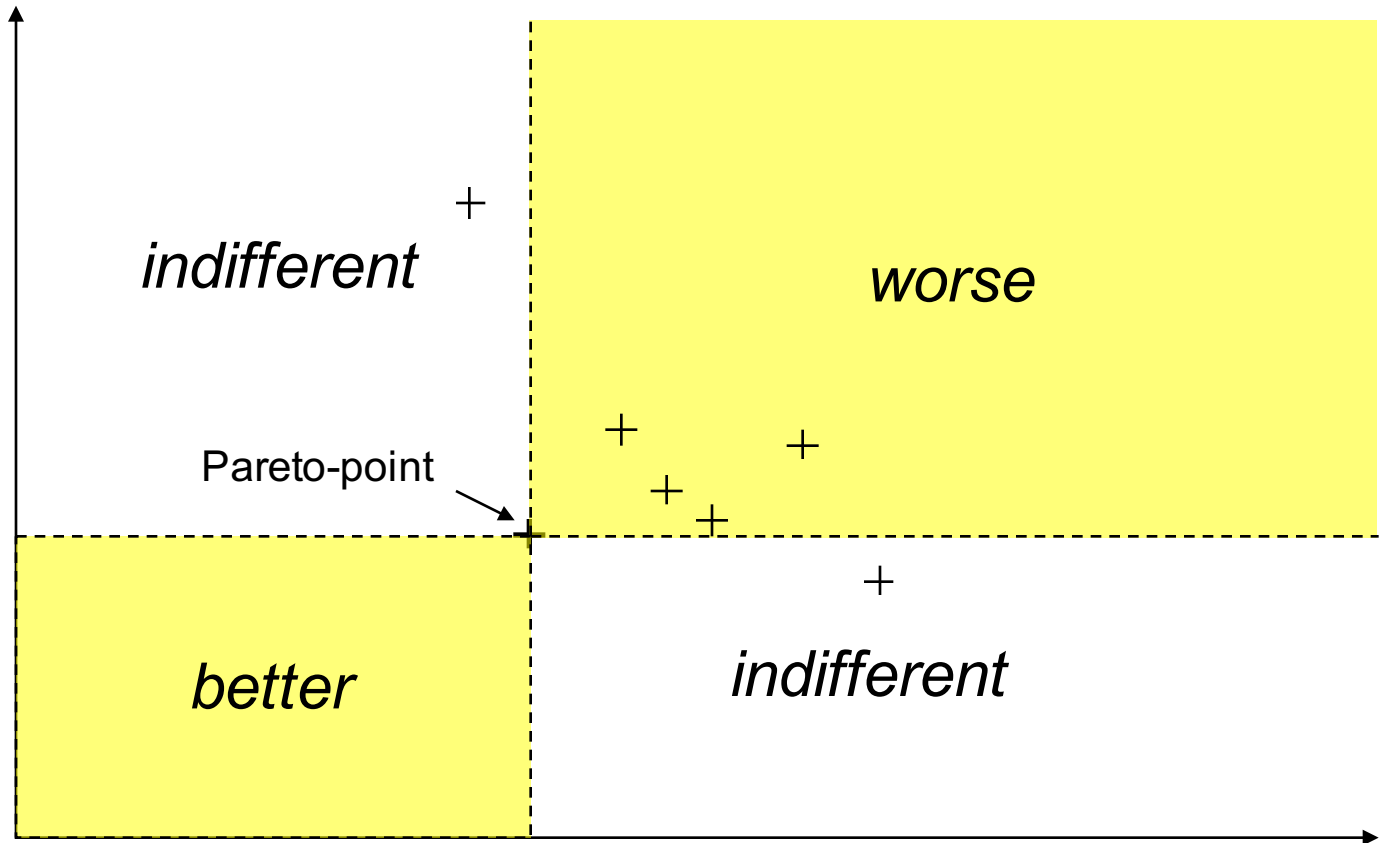 indifferent
worse
Pareto-point
better
indifferent